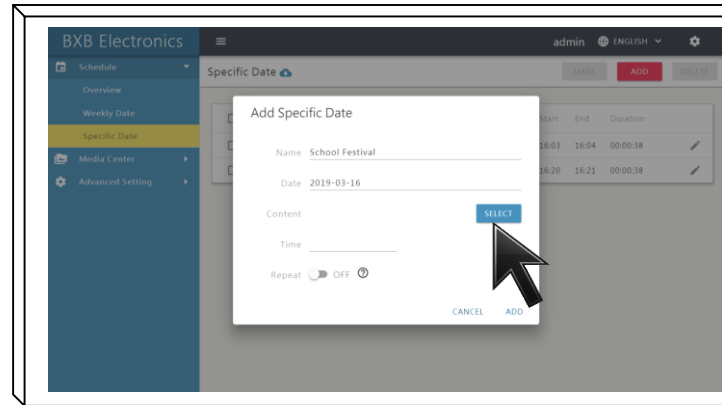 BXB Electronics
admin ENGLISH
Schedule
Specific Date
MASS ADD DELETE
Overview
Weekly Date
Specific Date
Media Center
Advanced Setting
Start End Duration
16:03 16:04 00:00:38
16:20 16:21 00:00:38
Add Specific Date
Name School Festival
Date 2019-03-16
Content SELECT
Time
Repeat OFF
CANCEL ADD